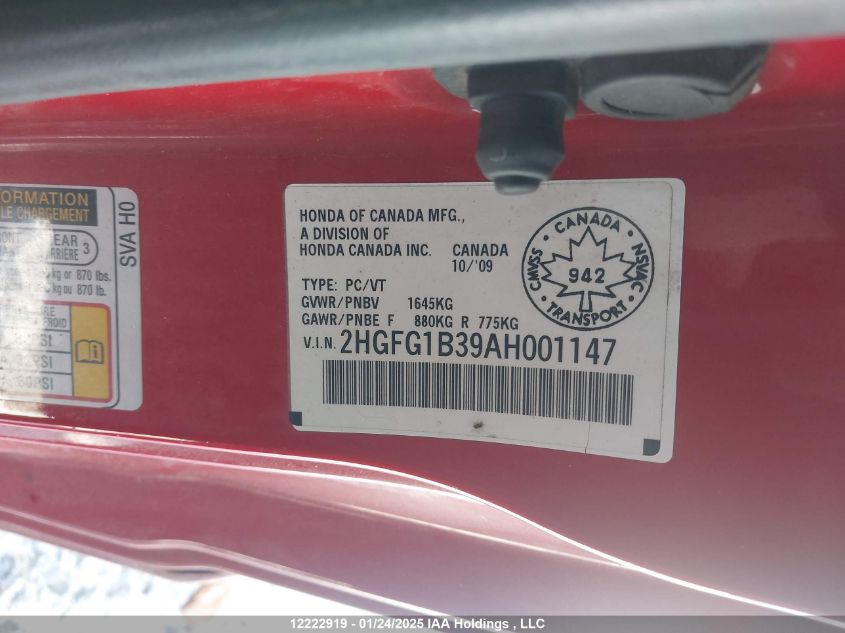 ORMATION
LE CHARGEMENT
EAR 3
RRIÈRE
kg or 870 lbs.
kg ou 870 lb.
SVA H0
HONDA OF CANADA MFG.,
A DIVISION OF
HONDA CANADA INC. CANADA
10/'09
TYPE: PC/VT
GVWR/PNBV 1645KG
GAWR/PNBE F 880KG R 775KG
V.I.N. 2HGFG1B39AH001147
CANADA
CMVSS
NSVAC
942
TRANSPORT
12222919 - 01/24/2025 IAA Holdings , LLC